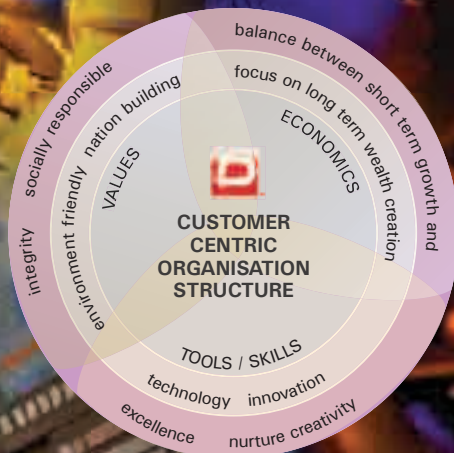 CUSTOMER
CENTRIC
ORGANISATION
STRUCTURE
VALUES
environment friendly nation building
integrity socially responsible
ECONOMICS
focus on long term wealth creation
balance between short term growth and
TOOLS / SKILLS
technology innovation
excellence nurture creativity